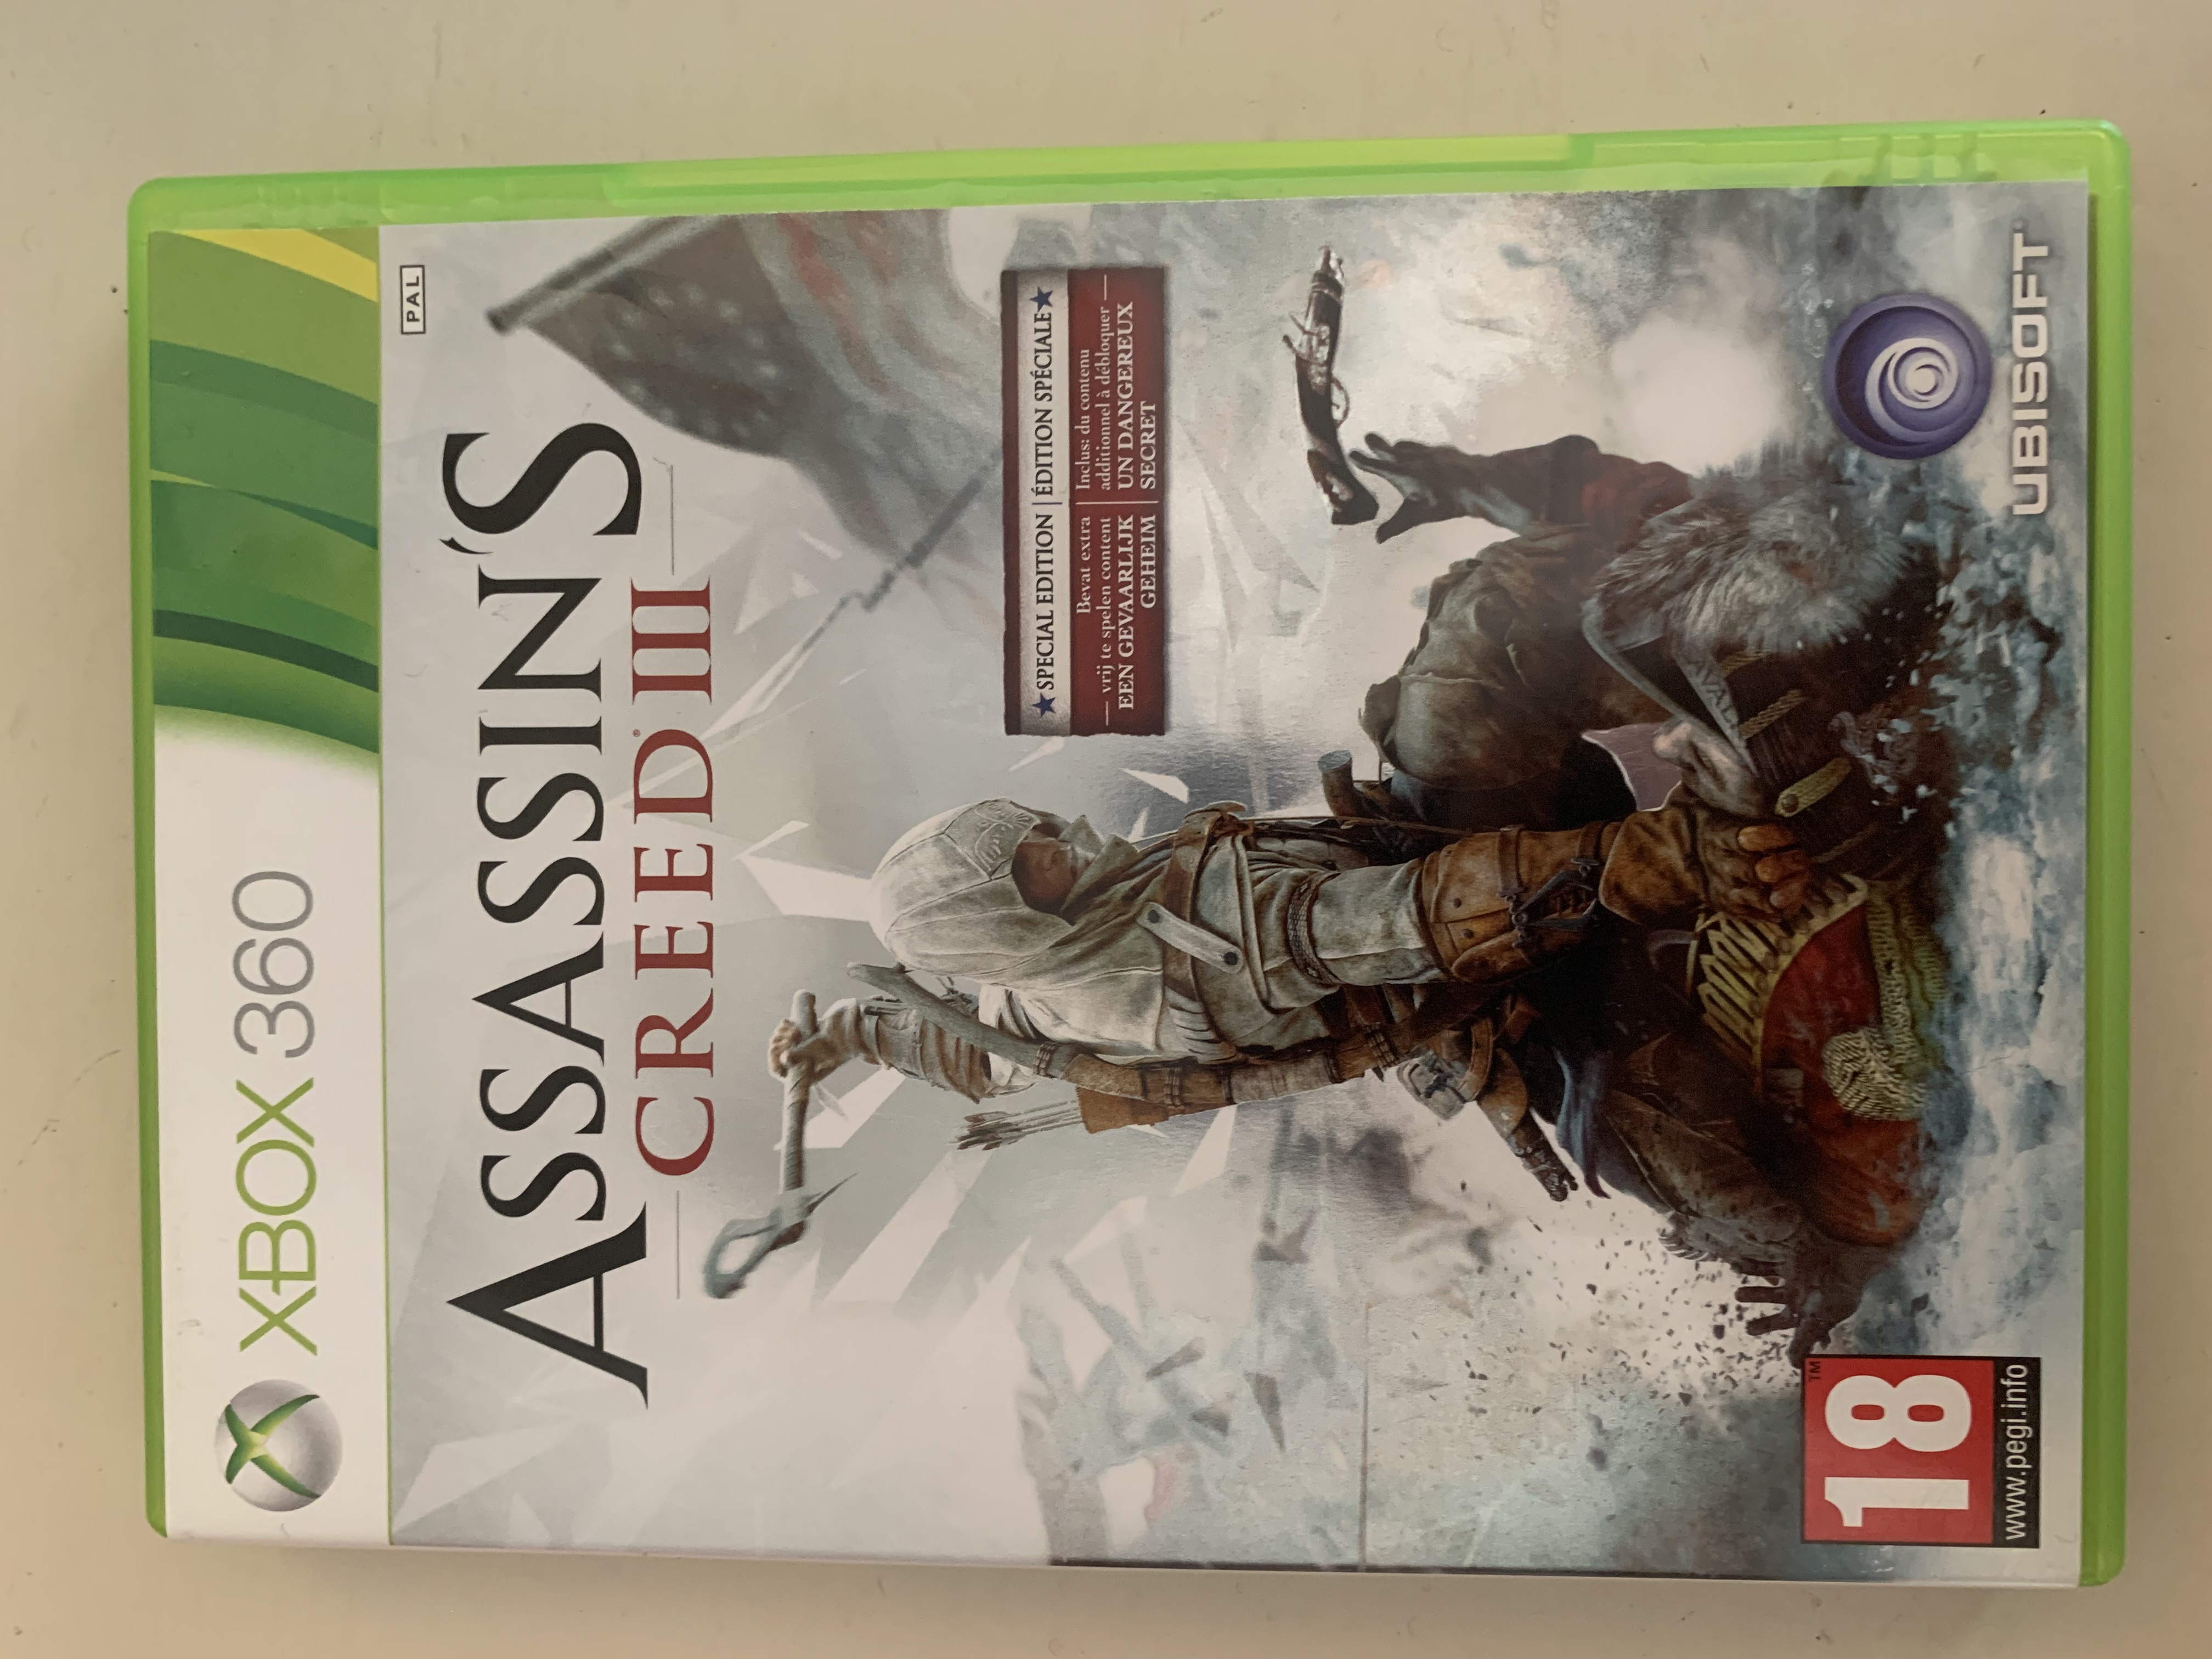 XBOX 360
PAL
ASSASSIN'S
CREED III
SPECIAL EDITION | ÉDITION SPÉCIALE
Bevat extra
vrij te spelen content
EEN GEVAARLIJK
GEHEIM
Inclus: du contenu
additionnel à débloquer
UN DANGEREUX
SECRET
18 ™
www.pegi.info
UBISOFT